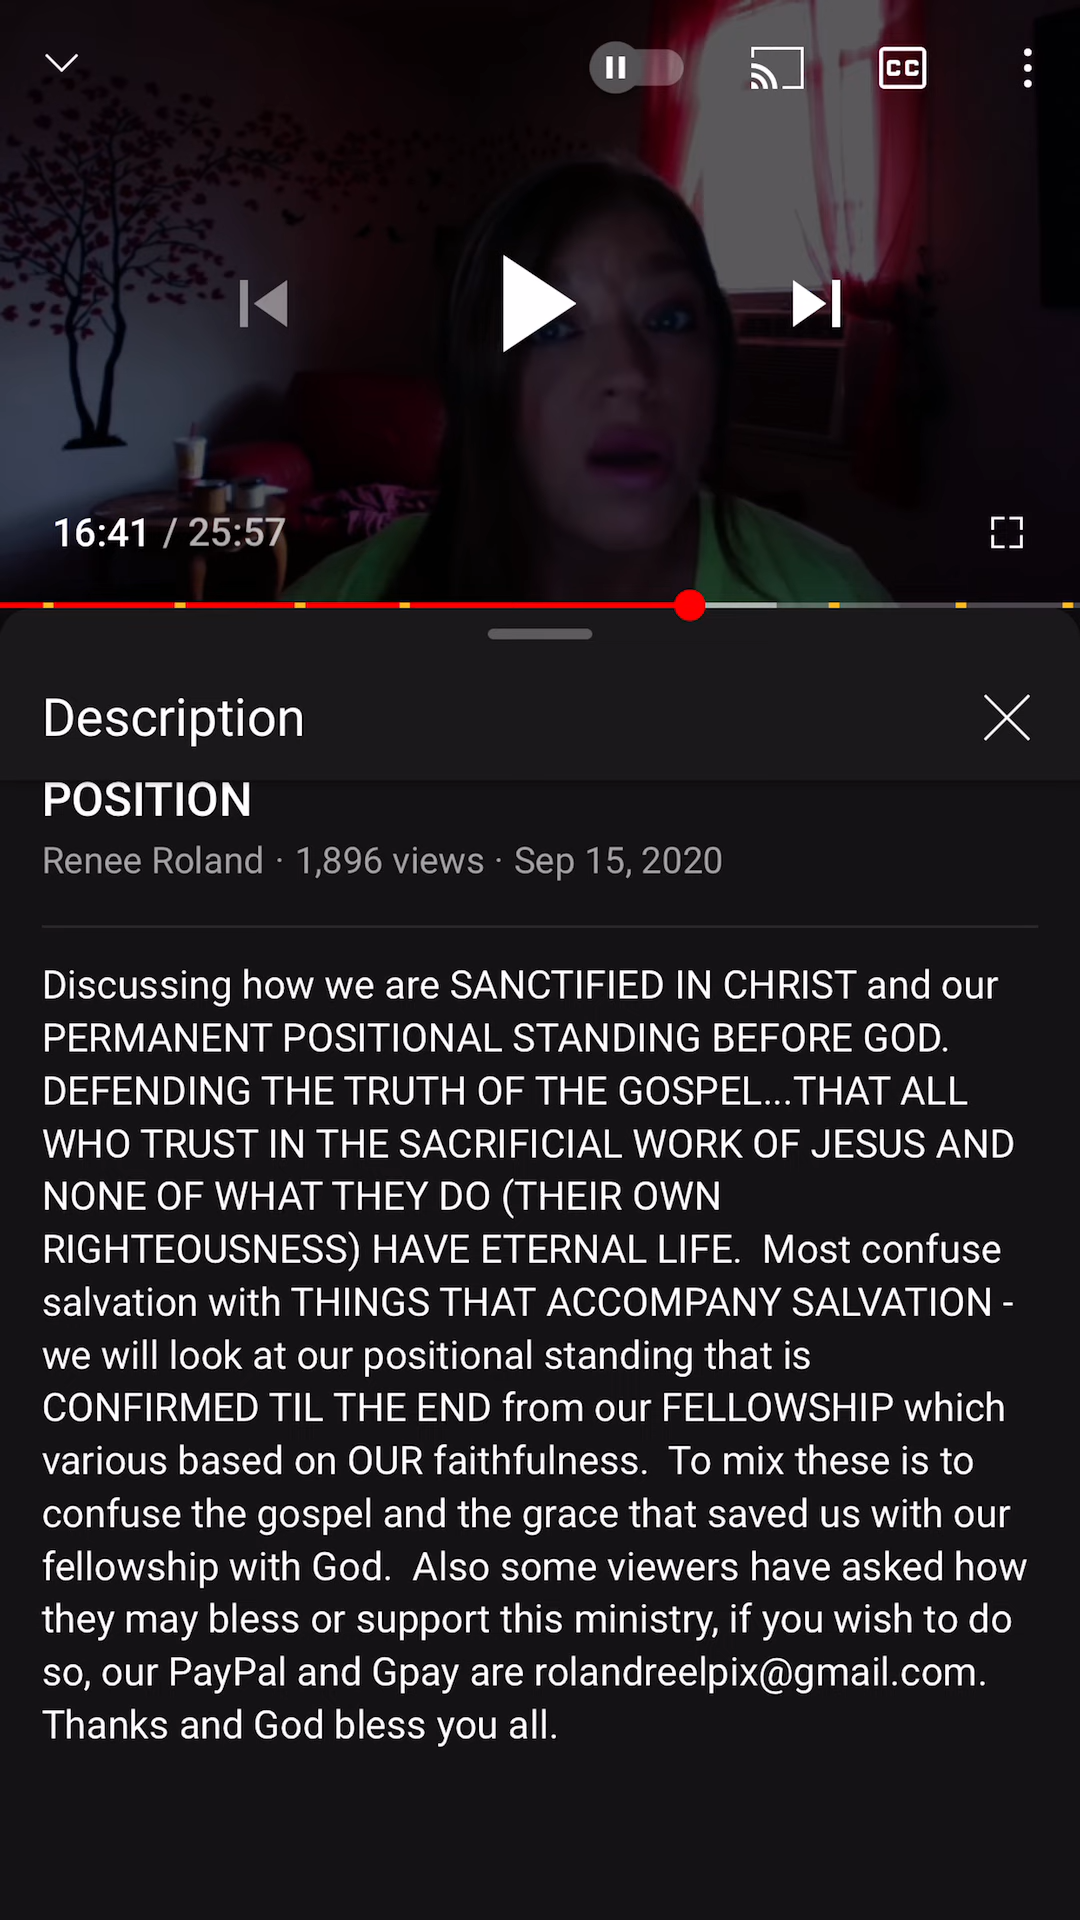 CC
16:41 / 25:57
Description
POSITION
Renee Roland · 1,896 views · Sep 15, 2020
Discussing how we are SANCTIFIED IN CHRIST and our
PERMANENT POSITIONAL STANDING BEFORE GOD.
DEFENDING THE TRUTH OF THE GOSPEL...THAT ALL
WHO TRUST IN THE SACRIFICIAL WORK OF JESUS AND
NONE OF WHAT THEY DO (THEIR OWN
RIGHTEOUSNESS) HAVE ETERNAL LIFE.  Most confuse
salvation with THINGS THAT ACCOMPANY SALVATION -
we will look at our positional standing that is
CONFIRMED TIL THE END from our FELLOWSHIP which
various based on OUR faithfulness.  To mix these is to
confuse the gospel and the grace that saved us with our
fellowship with God.  Also some viewers have asked how
they may bless or support this ministry, if you wish to do
so, our PayPal and Gpay are rolandreelpix@gmail.com.
Thanks and God bless you all.